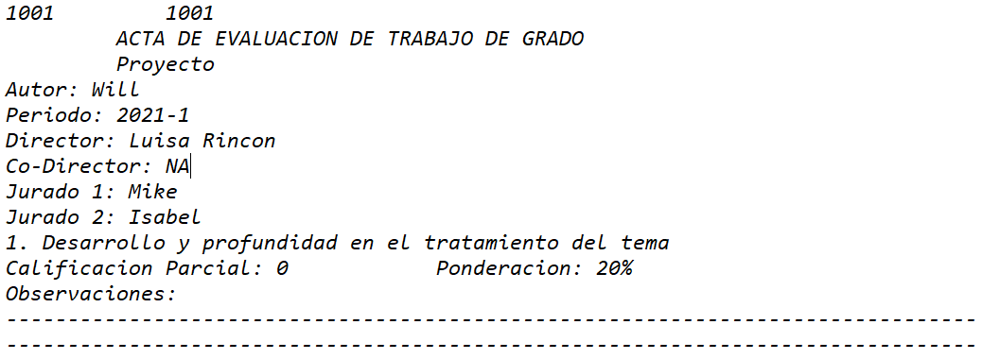 1001         1001
         ACTA DE EVALUACION DE TRABAJO DE GRADO
         Proyecto
Autor: Will
Periodo: 2021-1
Director: Luisa Rincon
Co-Director: NA
Jurado 1: Mike
Jurado 2: Isabel
1. Desarrollo y profundidad en el tratamiento del tema
Calificacion Parcial: 0            Ponderacion: 20%
Observaciones:
-------------------------------------------------------------------------------
-------------------------------------------------------------------------------